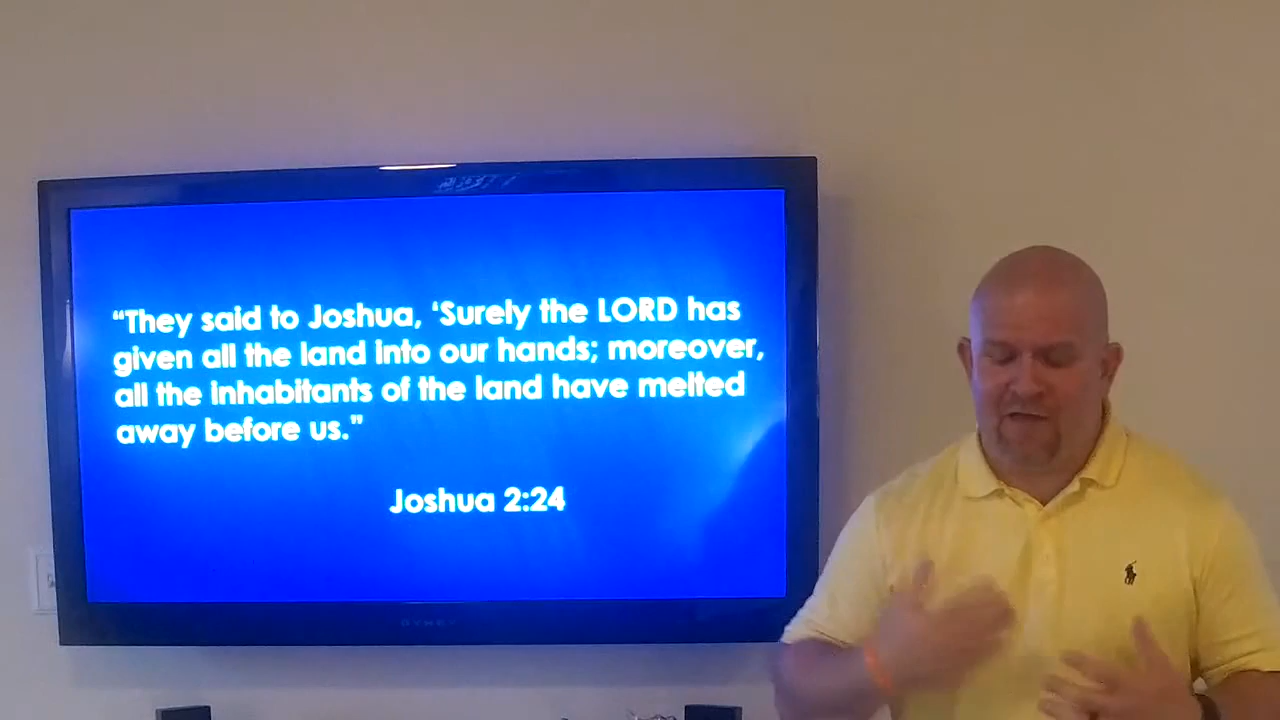 “They said to Joshua, ‘Surely the LORD has
given all the land into our hands; moreover,
all the inhabitants of the land have melted
away before us."
Joshua 2:24
DYNEX